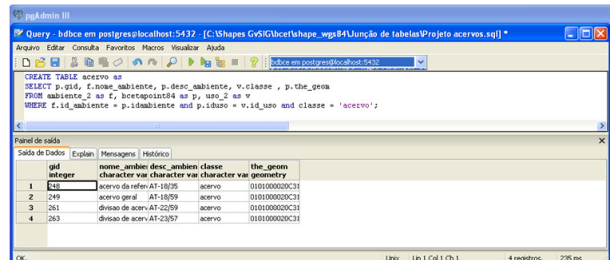 pgAdmin III
Query - bdbce em postgres@localhost:5432 - [C:\Shapes GvSIG\bcet\shape_wgs84\Junção de tabelas\Projeto acervos.sql] *
Arquivo Editar Consulta Favoritos Macros Visualizar Ajuda
bdbce em postgres@localhost:5432
CREATE TABLE acervo as
SELECT p.gid, f.nome_ambiente, p.desc_ambiente, v.classe , p.the_geom
FROM ambiente_2 as f, bcetapoint84 as p, uso_2 as v
WHERE f.id_ambiente = p.idambiente and p.iduso = v.id_uso and classe = 'acervo';
Painel de saída
Saída de Dados Explain Mensagens Histórico
gid nome_ambien desc_ambien classe the_geom
integer character var character var character var geometry
1 248 acervo da referê AT-18/35 acervo 0101000020C31
2 249 acervo geral AT-18/59 acervo 0101000020C31
3 261 divisao de acerv AT-22/59 acervo 0101000020C31
4 263 divisao de acerv AT-23/57 acervo 0101000020C31
OK. Unix Lin 1 Col 1 Ch 1 4 registros. 235 ms